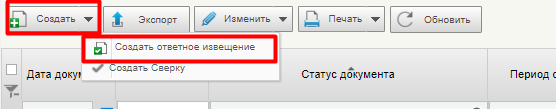 Создать Экспорт Изменить Печать Обновить
Создать ответное извещение
Создать Сверку
Дата докум Статус документа Период с